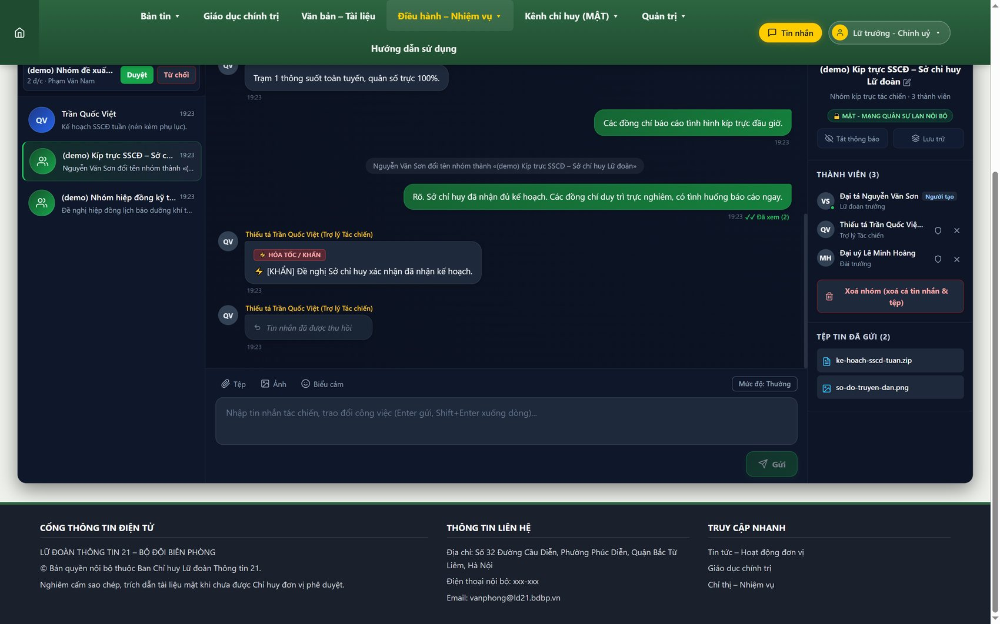 Bản tin
Giáo dục chính trị
Văn bản – Tài liệu
Điều hành – Nhiệm vụ
Kênh chỉ huy (MẬT)
Quản trị
Hướng dẫn sử dụng
Tin nhắn
Lữ trưởng - Chính uỷ
(demo) Nhóm đề xuấ...
2 đ/c · Phạm Văn Nam
Duyệt
Từ chối
QV
Trần Quốc Việt
19:23
Kế hoạch SSCĐ tuần (nén kèm phụ lục).
(demo) Kíp trực SSCĐ – Sở c...
19:23
Nguyễn Văn Sơn đổi tên nhóm thành «(...
(demo) Nhóm hiệp đồng kỹ t...
19:23
Đề nghị hiệp đồng lịch bảo dưỡng khí t...
QV
Trạm 1 thông suốt toàn tuyến, quân số trực 100%.
19:23
Các đồng chí báo cáo tình hình kíp trực đầu giờ.
19:23
Nguyễn Văn Sơn đổi tên nhóm thành «(demo) Kíp trực SSCĐ – Sở chỉ huy Lữ đoàn»
Rõ. Sở chỉ huy đã nhận đủ kế hoạch. Các đồng chí duy trì trực nghiêm, có tình huống báo cáo ngay.
19:23 ✓✓ Đã xem (2)
QV
Thiếu tá Trần Quốc Việt (Trợ lý Tác chiến)
⚡ HỎA TỐC / KHẨN
⚡ [KHẨN] Đề nghị Sở chỉ huy xác nhận đã nhận kế hoạch.
19:23
QV
Thiếu tá Trần Quốc Việt (Trợ lý Tác chiến)
Tin nhắn đã được thu hồi
19:23
Tệp
Ảnh
Biểu cảm
Mức độ: Thường
Nhập tin nhắn tác chiến, trao đổi công việc (Enter gửi, Shift+Enter xuống dòng)...
Gửi
(demo) Kíp trực SSCĐ – Sở chỉ huy
Lữ đoàn
Nhóm kíp trực tác chiến · 3 thành viên
🔒 MẬT - MẠNG QUÂN SỰ LAN NỘI BỘ
Tắt thông báo
Lưu trữ
THÀNH VIÊN (3)
VS
Đại tá Nguyễn Văn Sơn
Người tạo
Lữ đoàn trưởng
QV
Thiếu tá Trần Quốc Việ...
Trợ lý Tác chiến
MH
Đại uý Lê Minh Hoàng
Đài trưởng
Xoá nhóm (xoá cả tin nhắn &
tệp)
TỆP TIN ĐÃ GỬI (2)
ke-hoach-sscd-tuan.zip
so-do-truyen-dan.png
CỔNG THÔNG TIN ĐIỆN TỬ
LỮ ĐOÀN THÔNG TIN 21 – BỘ ĐỘI BIÊN PHÒNG
© Bản quyền nội bộ thuộc Ban Chỉ huy Lữ đoàn Thông tin 21.
Nghiêm cấm sao chép, trích dẫn tài liệu mật khi chưa được Chỉ huy đơn vị phê duyệt.
THÔNG TIN LIÊN HỆ
Địa chỉ: Số 32 Đường Cầu Diễn, Phường Phúc Diễn, Quận Bắc Từ
Liêm, Hà Nội
Điện thoại nội bộ: xxx-xxx
Email: vanphong@ld21.bdbp.vn
TRUY CẬP NHANH
Tin tức – Hoạt động đơn vị
Giáo dục chính trị
Chỉ thị – Nhiệm vụ